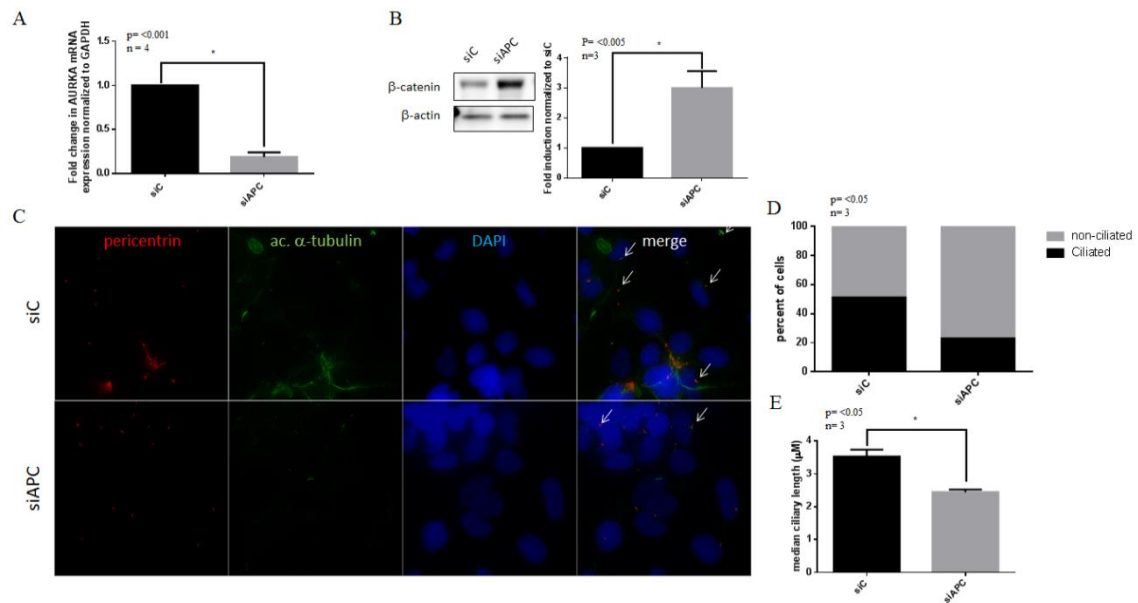 A
p= <0.001
n = 4
*
Fold change in AURKA mRNA
expression normalized to GAPDH
1.5
1.0
0.5
0.0
siC
siAPC
B
siC
siAPC
β-catenin
β-actin
P= <0.005
n=3
*
Fold induction normalized to siC
4
3
2
1
0
siC
siAPC
C
pericentrin
ac. α-tubulin
DAPI
merge
siC
siAPC
D
p= <0.05
n= 3
percent of cells
100
80
60
40
20
0
siC
siAPC
non-ciliated
Ciliated
E
p= <0.05
n= 3
*
median ciliary length (μM)
4
3
2
1
0
siC
siAPC